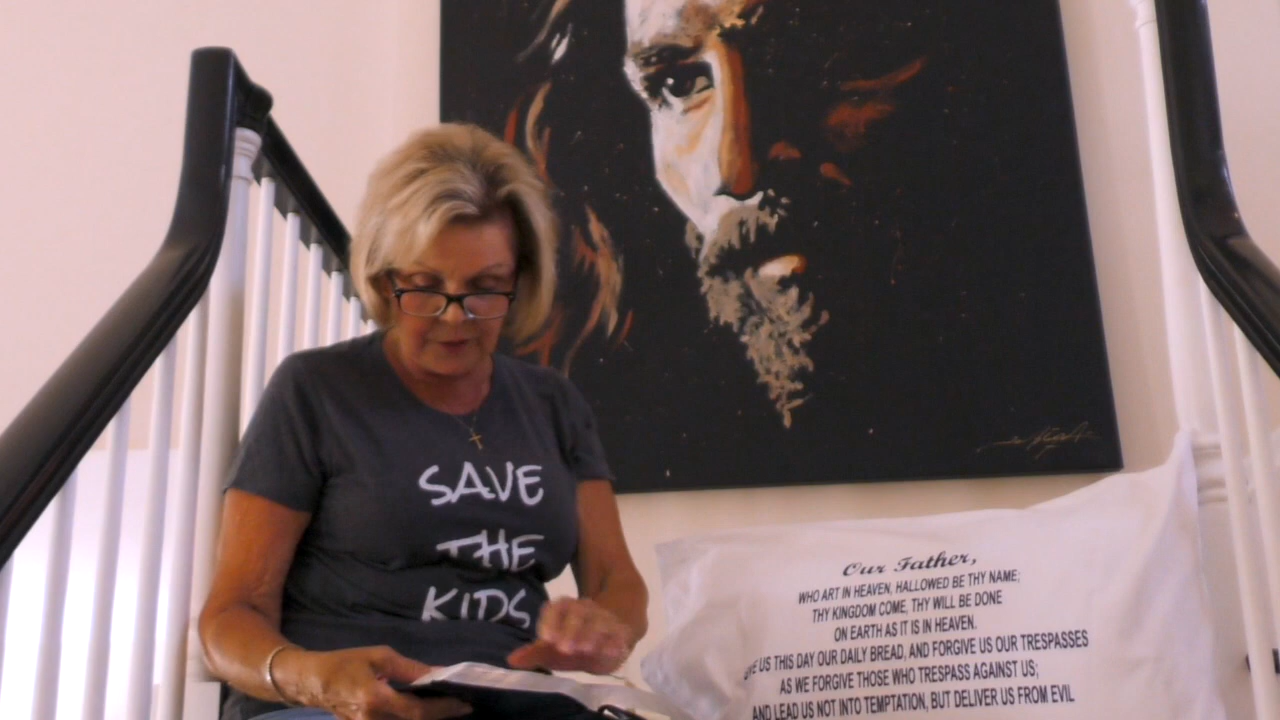 SAVE
THE
KIDS
Our Father,
WHO ART IN HEAVEN, HALLOWED BE THY NAME;
THY KINGDOM COME, THY WILL BE DONE
ON EARTH AS IT IS IN HEAVEN.
GIVE US THIS DAY OUR DAILY BREAD, AND FORGIVE US OUR TRESPASSES
AS WE FORGIVE THOSE WHO TRESPASS AGAINST US;
AND LEAD US NOT INTO TEMPTATION, BUT DELIVER US FROM EVIL